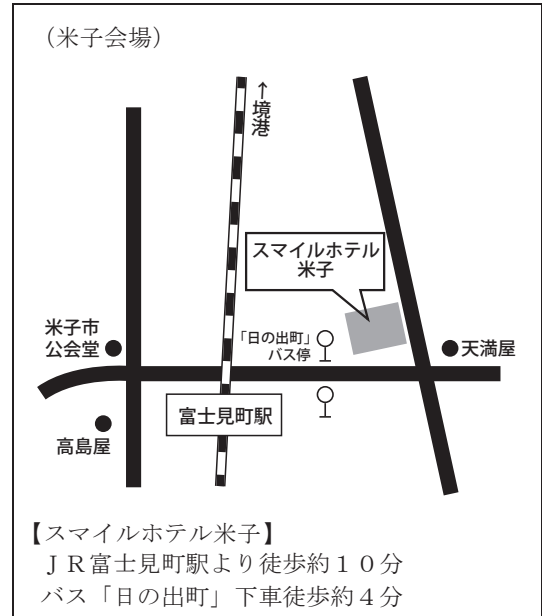 （米子会場）
↑境港
スマイルホテル
米子
米子市
公会堂
「日の出町」
バス停
天満屋
富士見町駅
高島屋
【スマイルホテル米子】
ＪＲ富士見町駅より徒歩約１０分
バス「日の出町」下車徒歩約４分